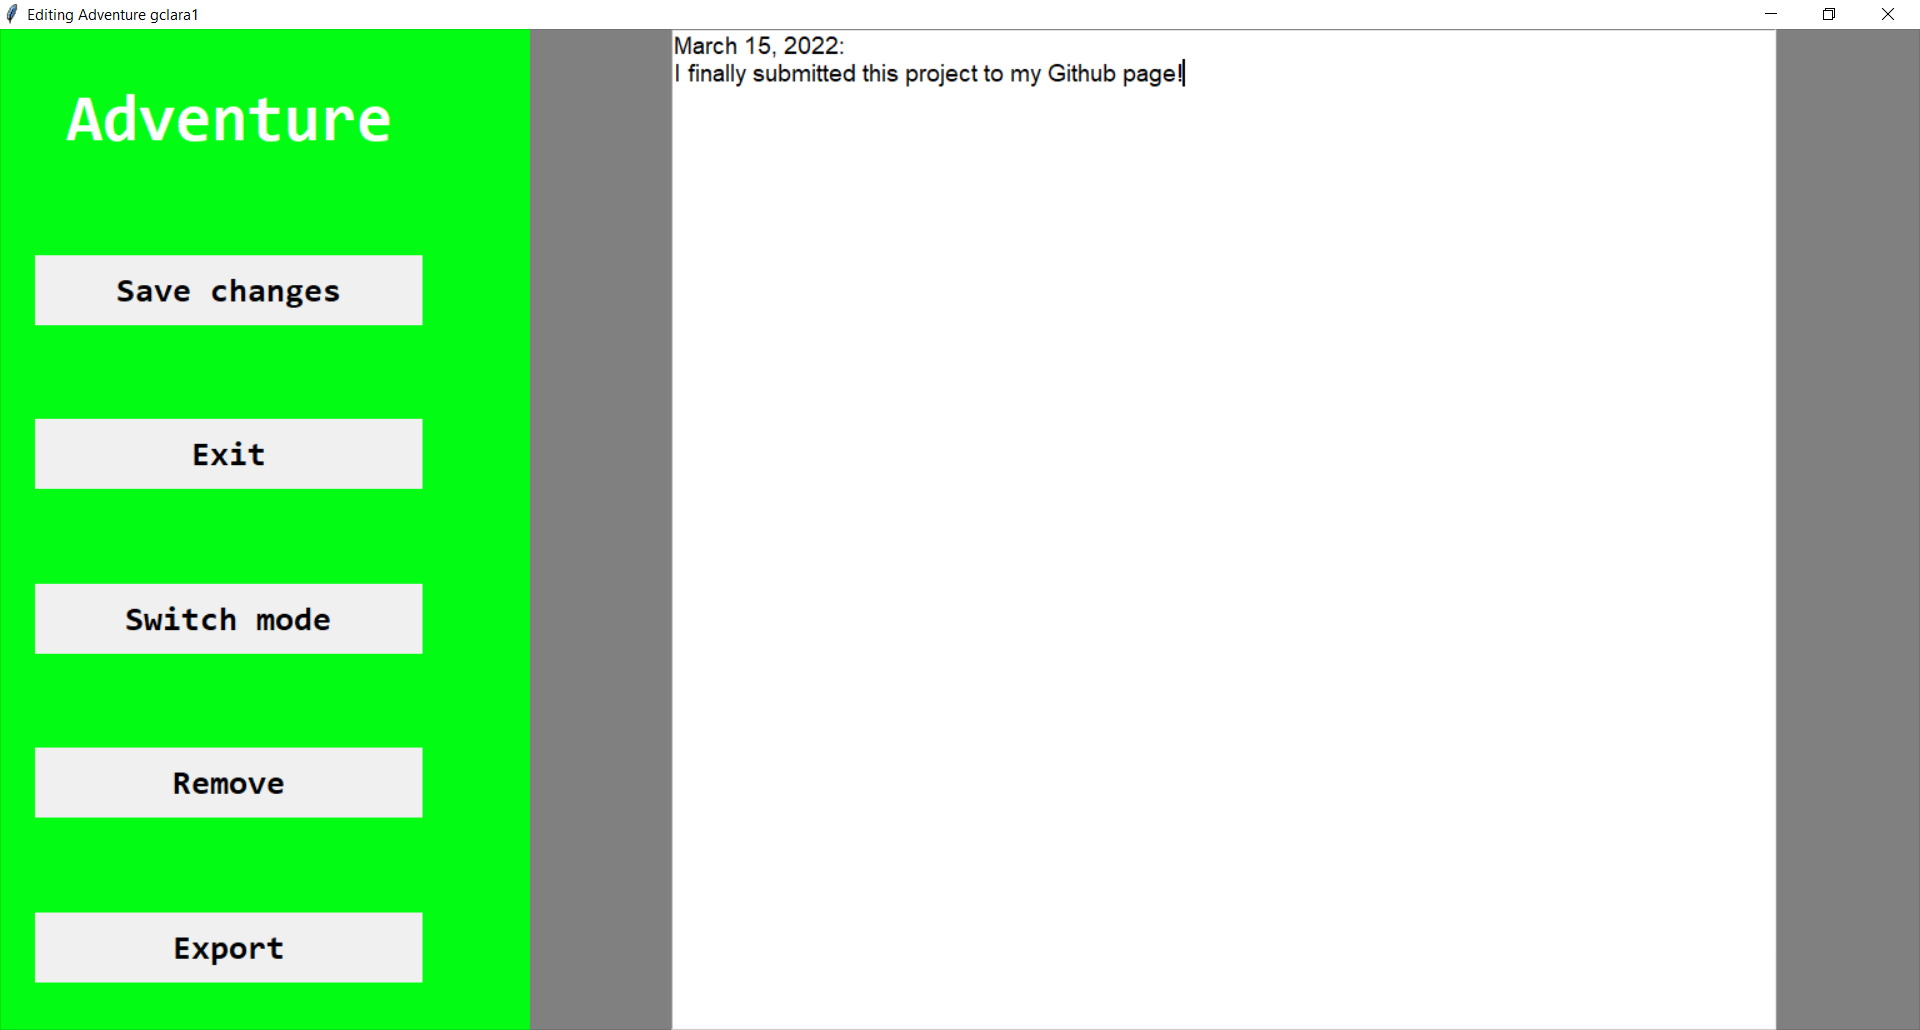 Editing Adventure gclara1
Adventure
Save changes
Exit
Switch mode
Remove
Export
March 15, 2022:
I finally submitted this project to my Github page!